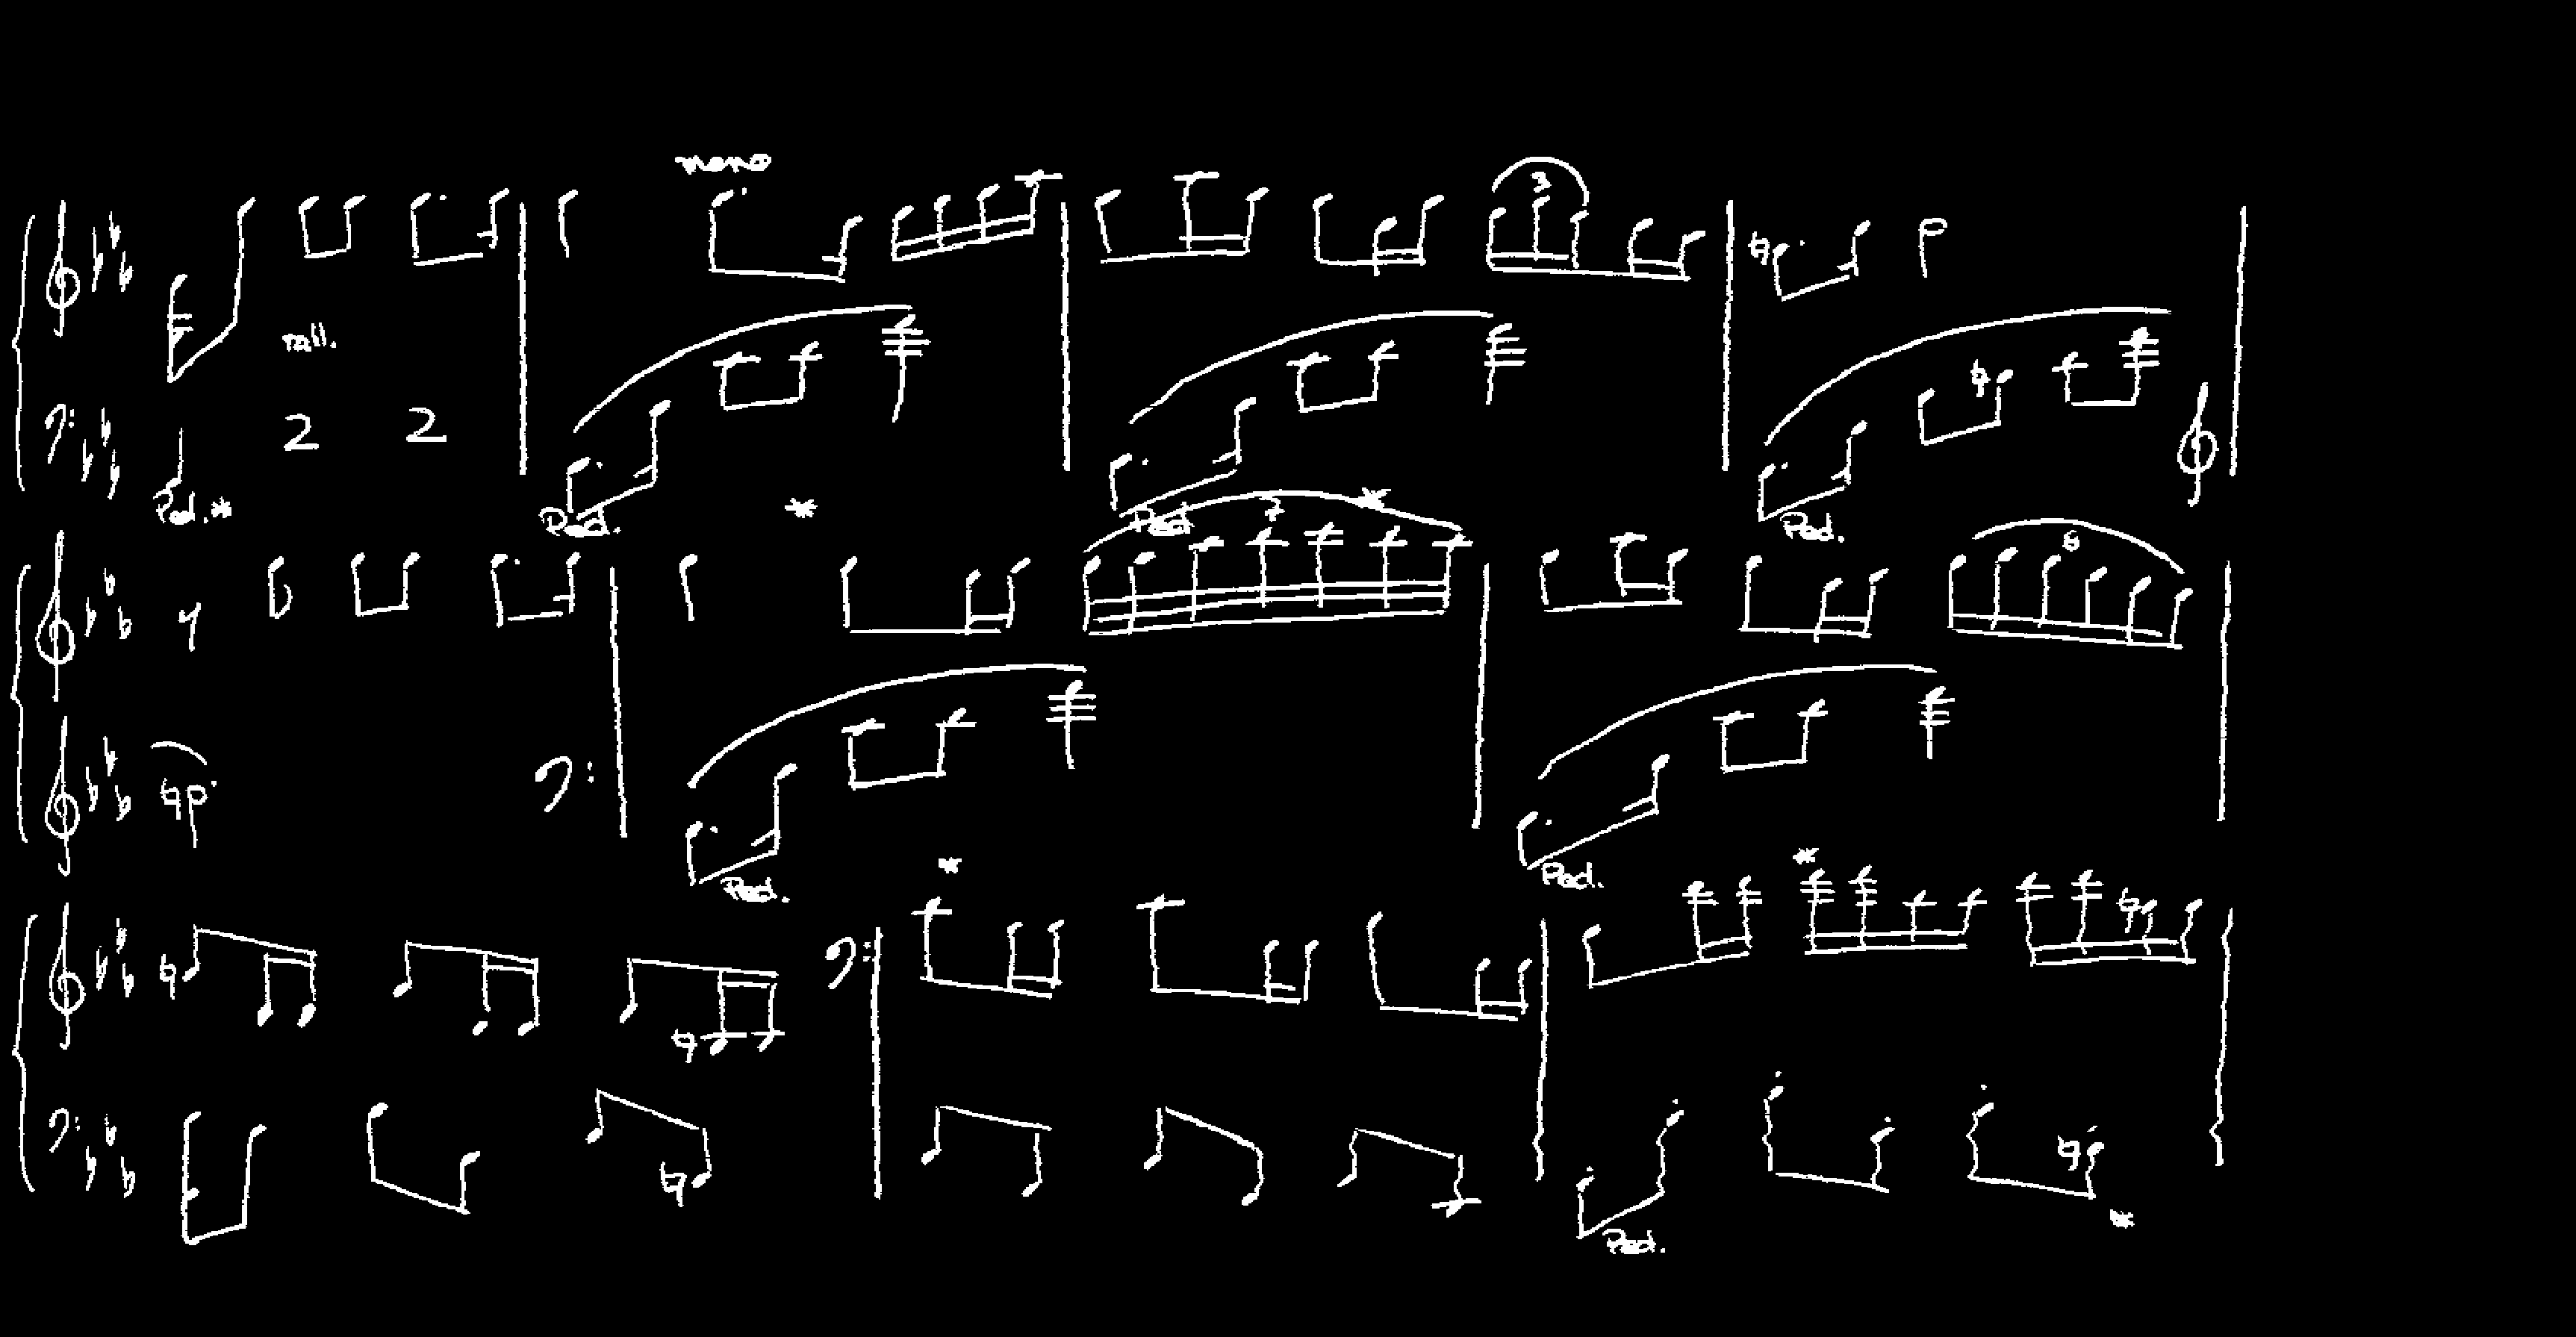 meno
3
rall.
2 2
Ped.* Ped. * Ped * Ped.
7
6
Ped. * Ped. *
Ped. *